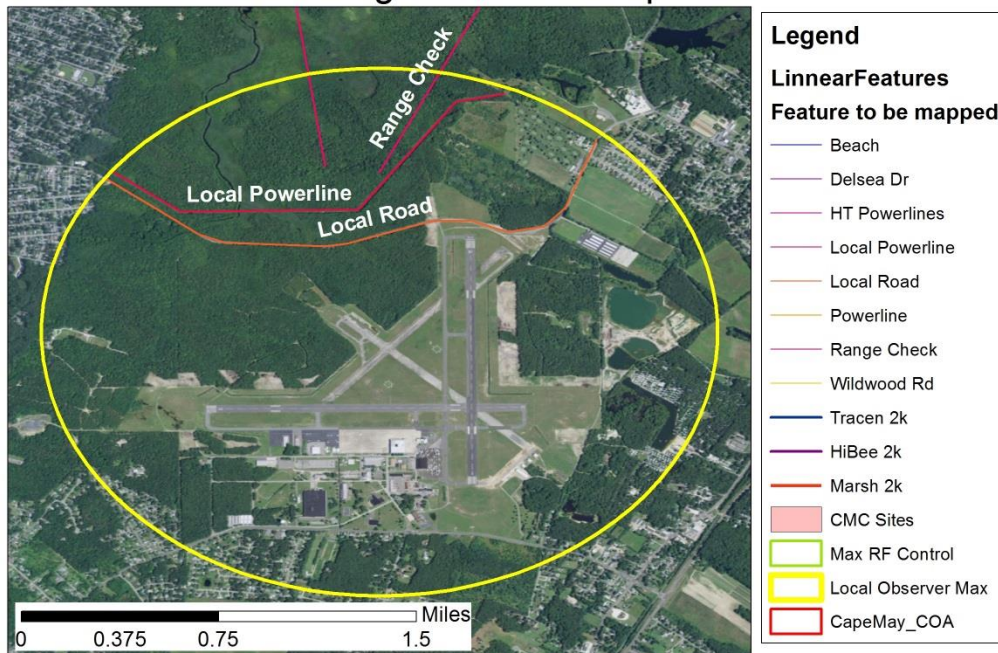 Range Check
Local Powerline
Local Road
Miles
0 0.375 0.75 1.5
Legend
LinnearFeatures
Feature to be mapped
Beach
Delsea Dr
HT Powerlines
Local Powerline
Local Road
Powerline
Range Check
Wildwood Rd
Tracen 2k
HiBee 2k
Marsh 2k
CMC Sites
Max RF Control
Local Observer Max
CapeMay_COA